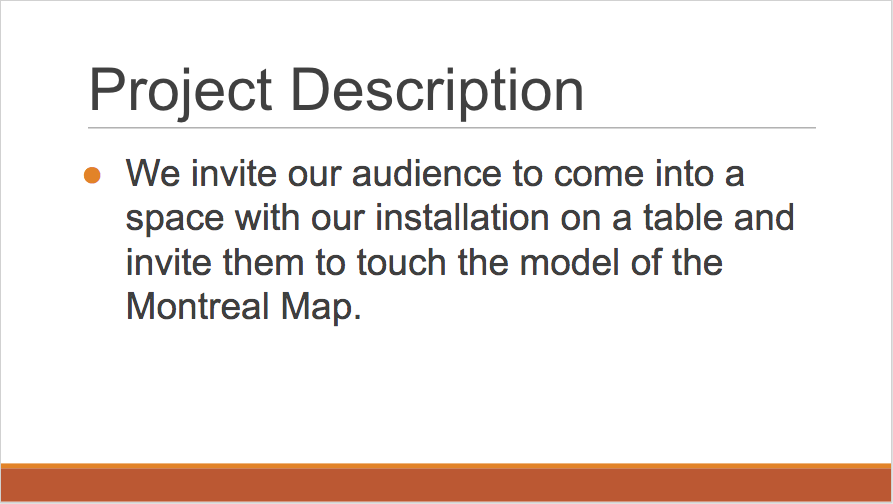 Project Description
We invite our audience to come into a
space with our installation on a table and
invite them to touch the model of the
Montreal Map.